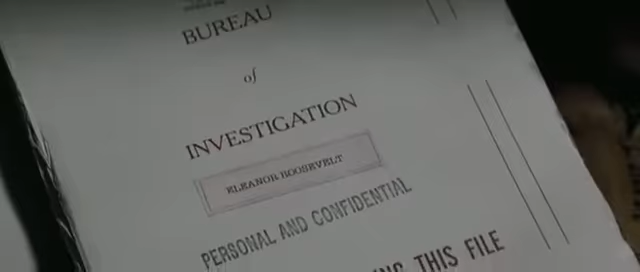 BUREAU
of
INVESTIGATION
ELEANOR ROOSEVELT
PERSONAL AND CONFIDENTIAL
THIS FILE